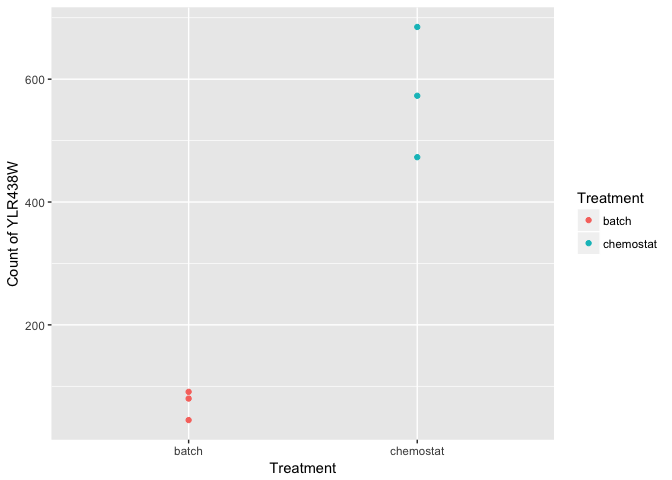 600
400
200
Count of YLR438W
batch
chemostat
Treatment
Treatment
batch
chemostat